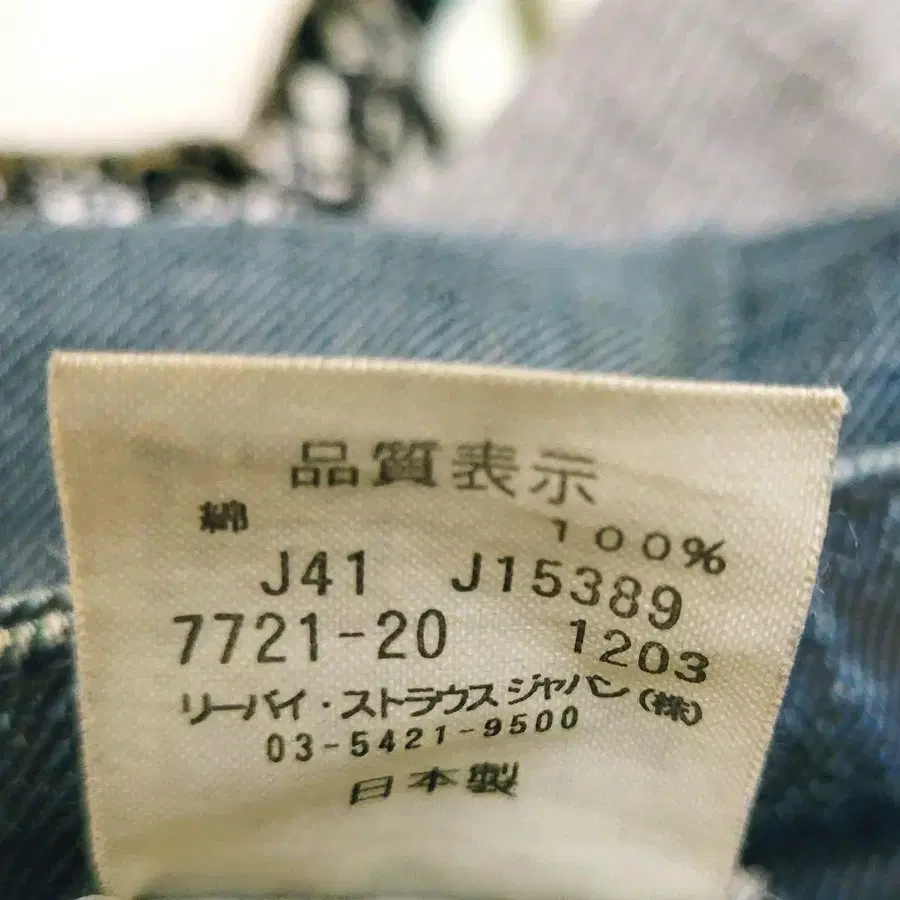 品質表示
綿 100%
J41 J15389
7721-20 1203
リーバイ・ストラウスジャパン(株)
03-5421-9500
日本製